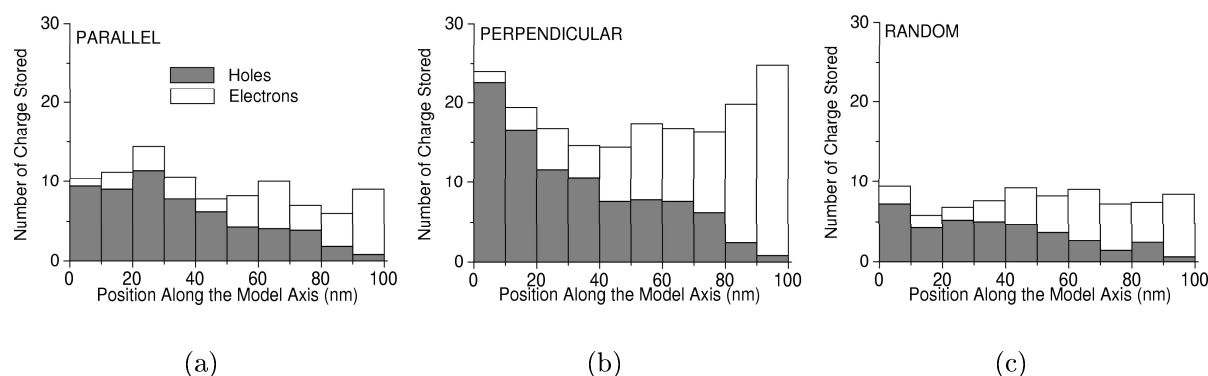 30
PARALLEL
Holes
Electrons
20
10
0
Number of Charge Stored
0 20 40 60 80 100
Position Along the Model Axis (nm)
(a)
30
PERPENDICULAR
20
10
0
Number of Charge Stored
0 20 40 60 80 100
Position Along the Model Axis (nm)
(b)
30
RANDOM
20
10
0
Number of Charge Stored
0 20 40 60 80 100
Position Along the Model Axis (nm)
(c)